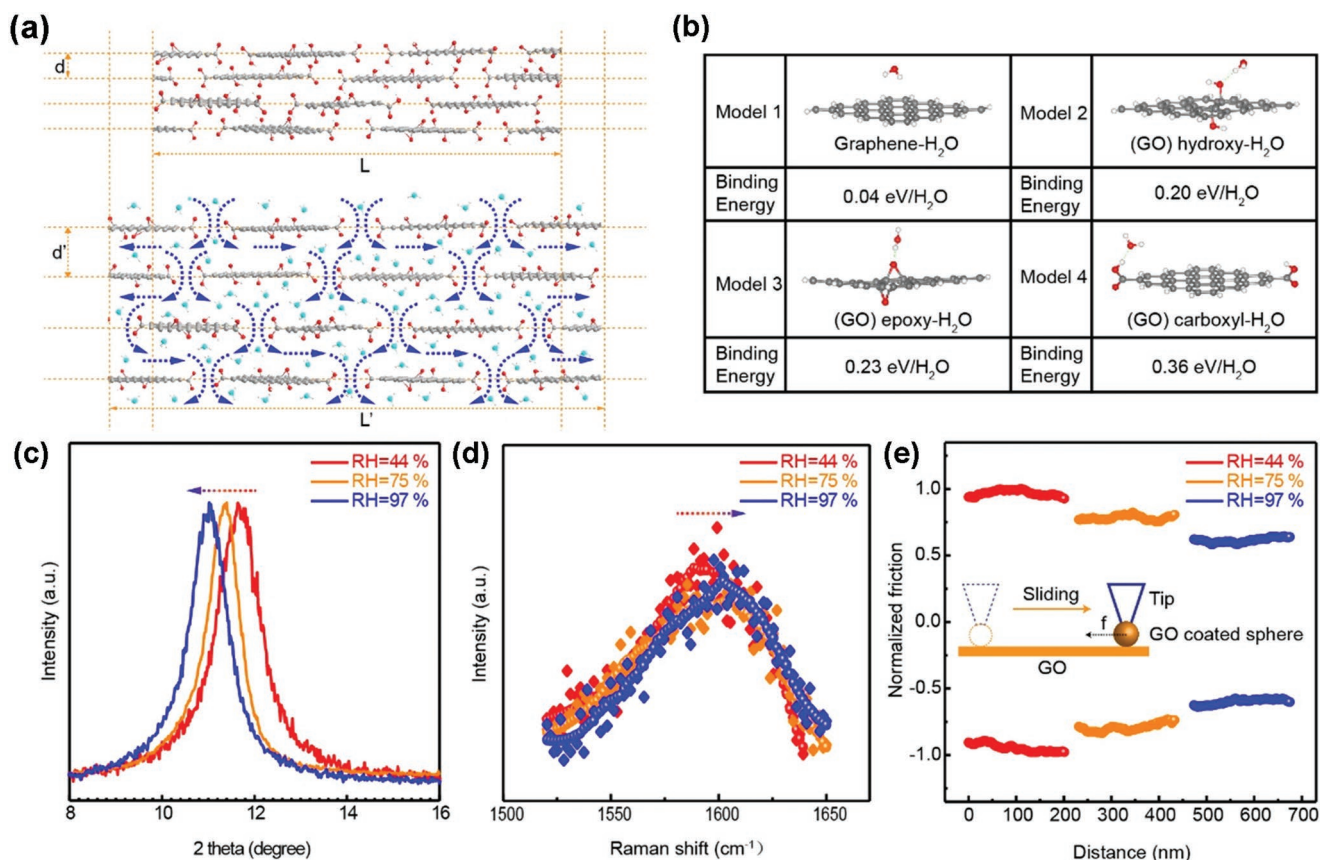 (a)
d
L
d'
L'
(b)
Model 1
Graphene-H₂O
Model 2
(GO) hydroxy-H₂O
Binding
Energy
0.04 eV/H₂O
Binding
Energy
0.20 eV/H₂O
Model 3
(GO) epoxy-H₂O
Model 4
(GO) carboxyl-H₂O
Binding
Energy
0.23 eV/H₂O
Binding
Energy
0.36 eV/H₂O
(c)
RH=44 %
RH=75 %
RH=97 %
Intensity (a.u.)
8 10 12 14 16
2 theta (degree)
(d)
RH=44 %
RH=75 %
RH=97 %
Intensity (a.u.)
1500 1550 1600 1650
Raman shift (cm⁻¹)
(e)
RH=44 %
RH=75 %
RH=97 %
Normalized friction
1.0
0.5
0.0
-0.5
-1.0
Sliding
Tip
f
GO coated sphere
GO
0 100 200 300 400 500 600 700
Distance (nm)